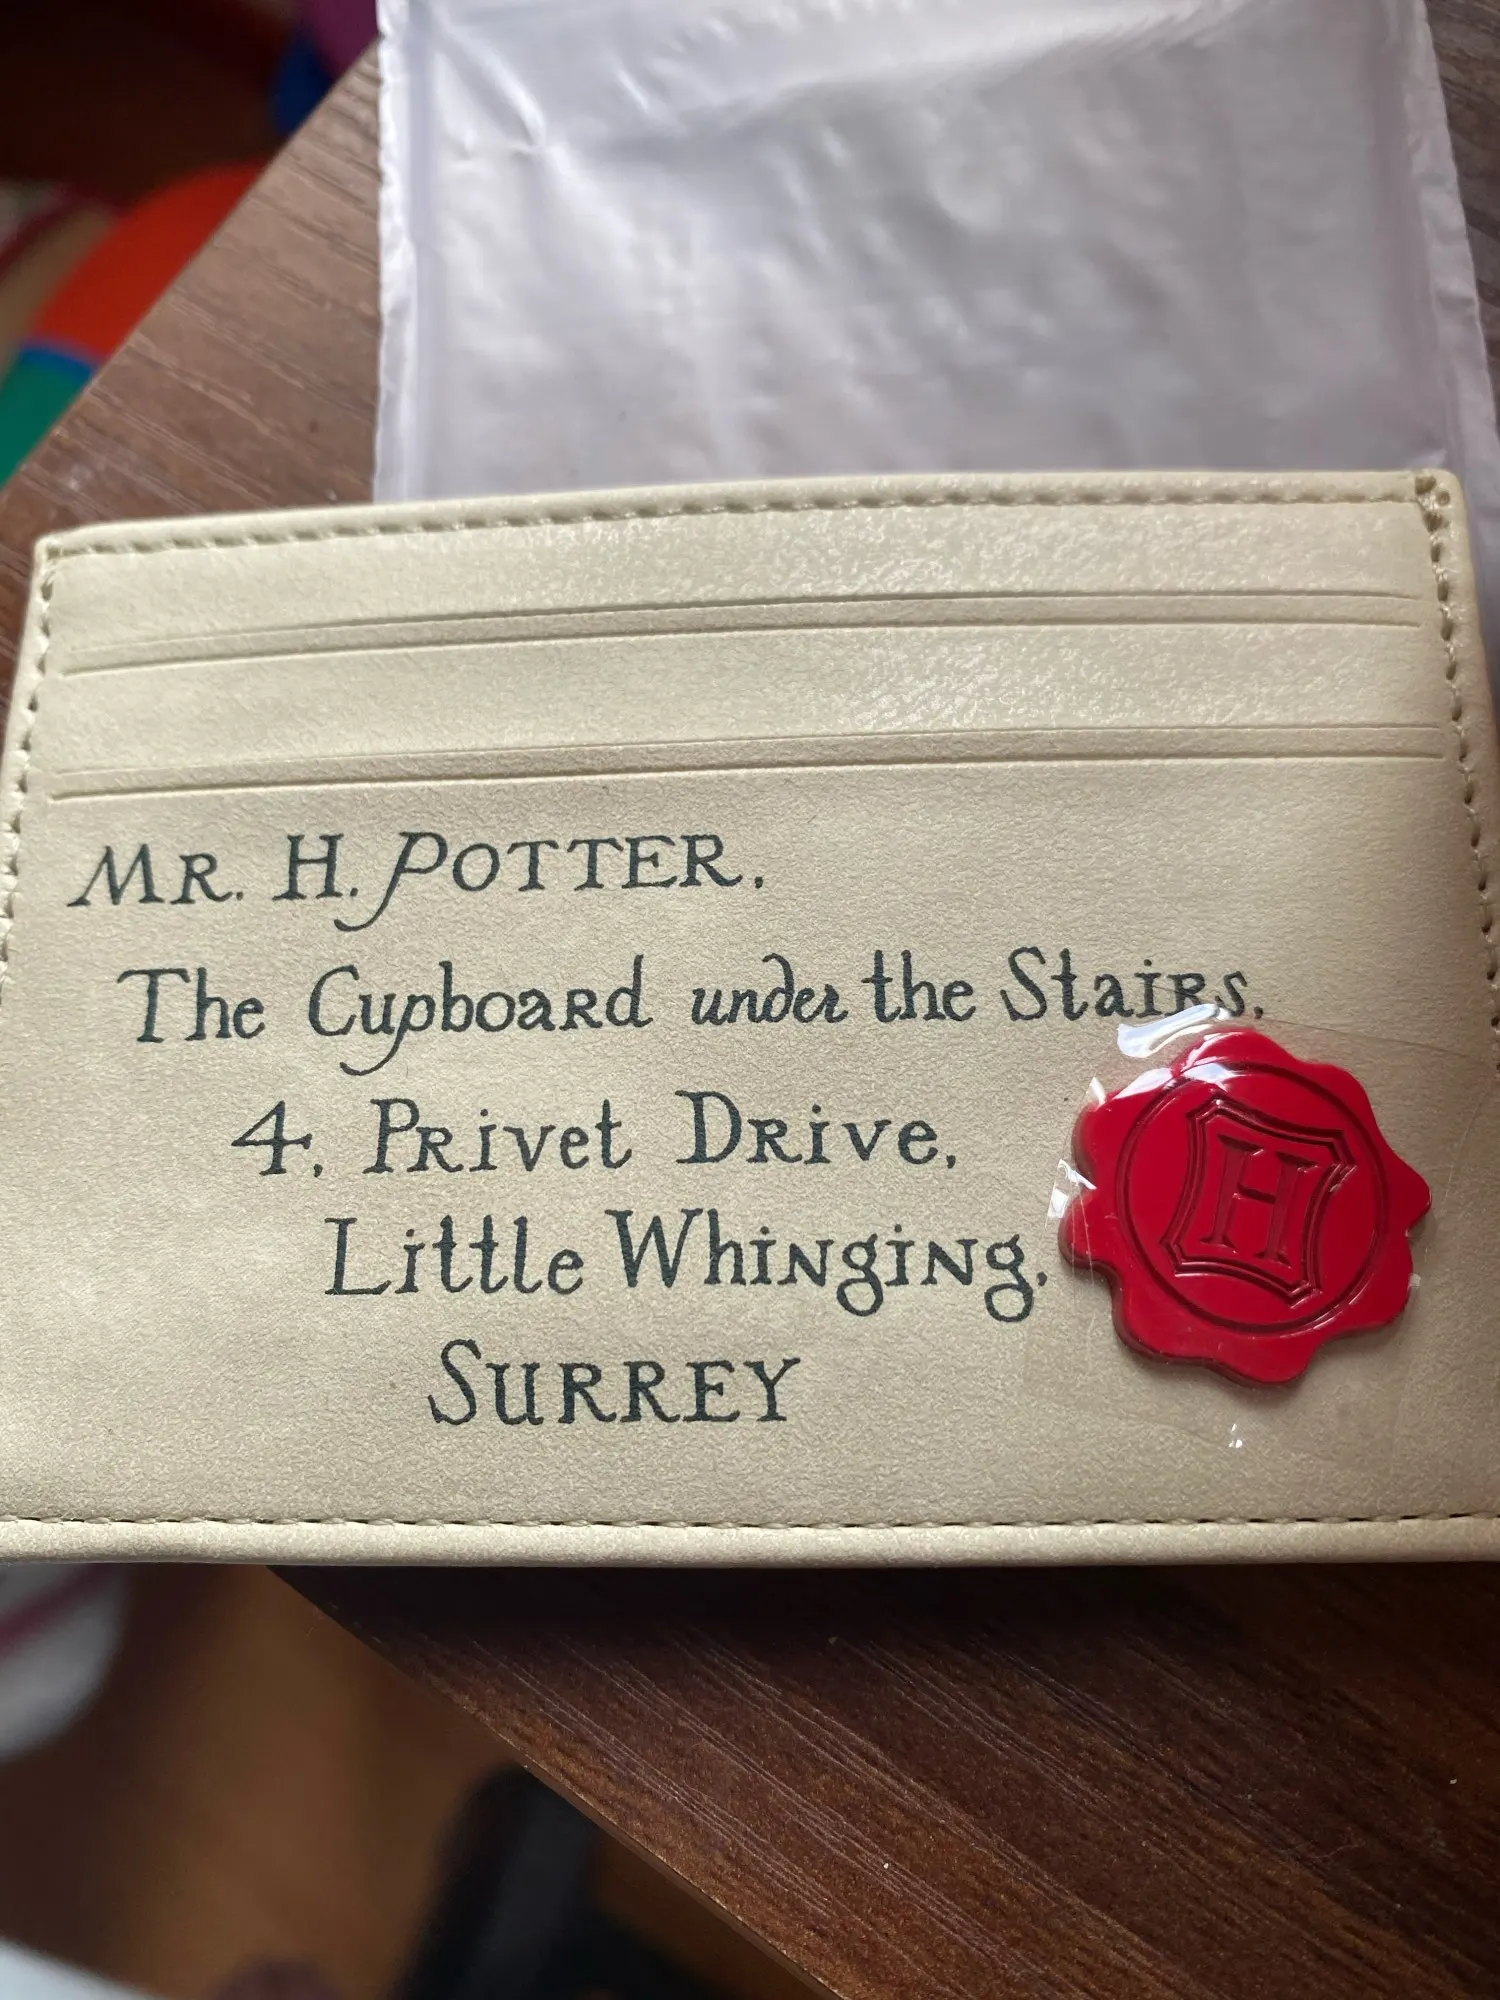 Mr. H. Potter,
The Cupboard under the Stairs,
4, Privet Drive,
Little Whinging,
Surrey
H